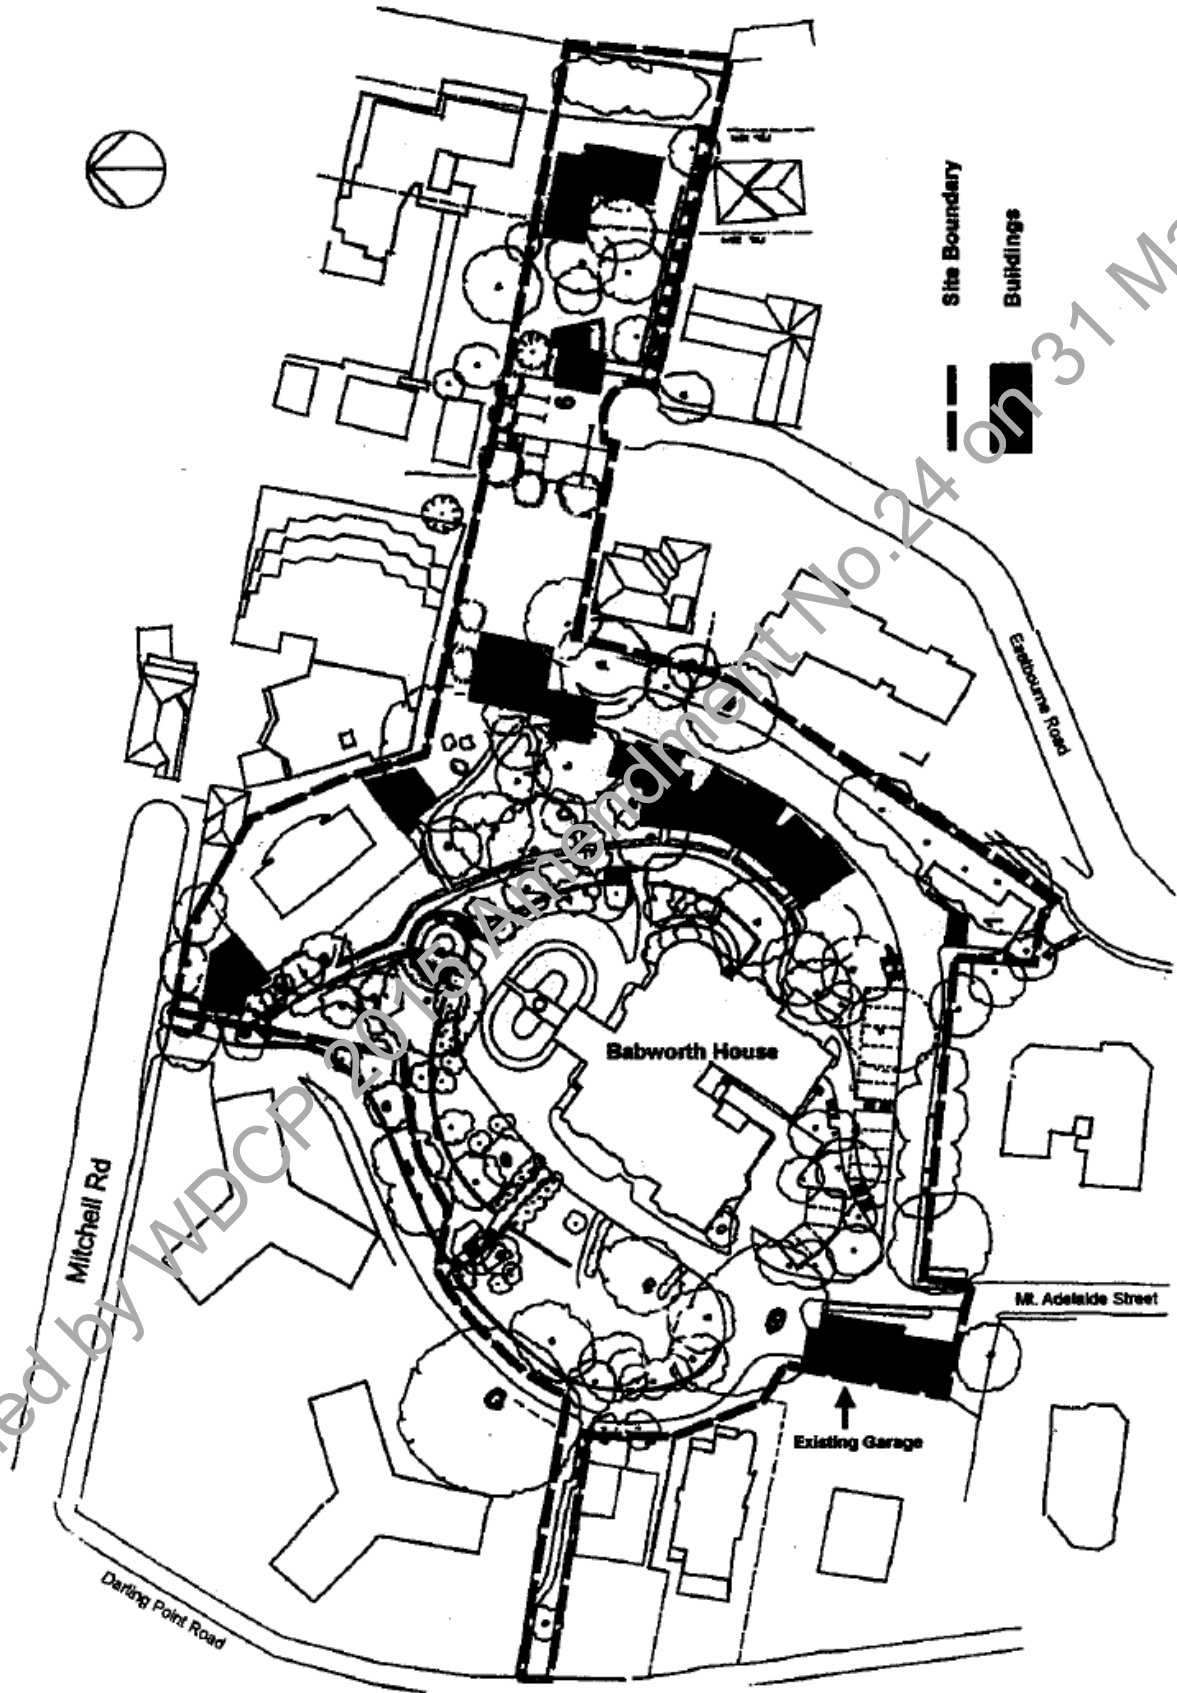 Site Boundary
Buildings
Eastbourne Road
Babworth House
Mitchell Rd
Mt. Adelaide Street
Existing Garage
Darling Point Road
ed by WDCP 2015 Amendment No.24 on 31 Ma